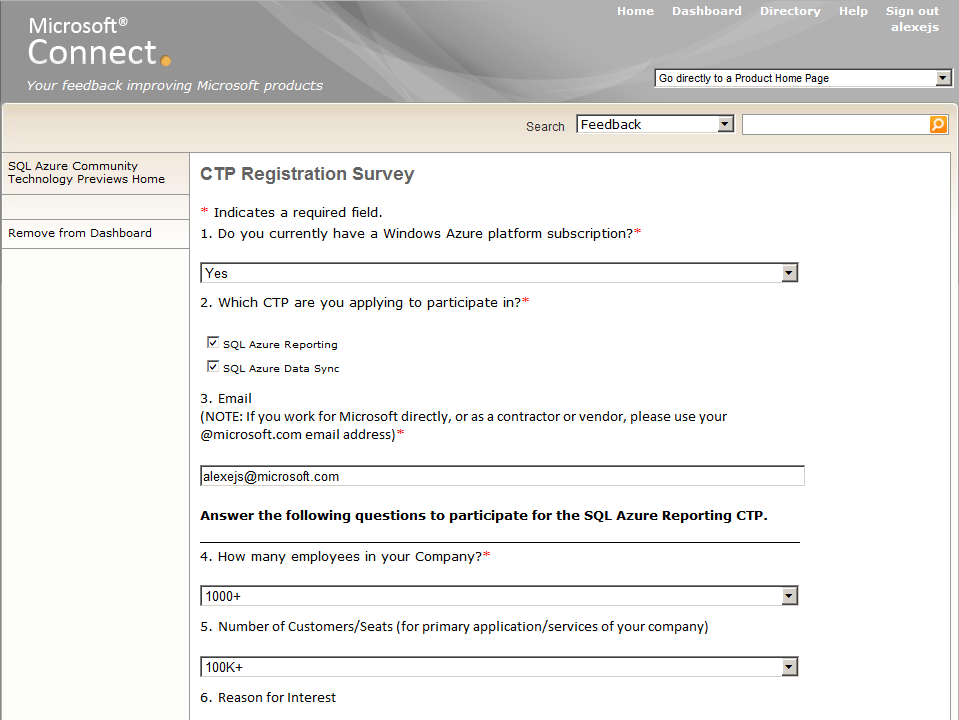 Microsoft®
Connect
Your feedback improving Microsoft products
Home Dashboard Directory Help Sign out
alexejs
Go directly to a Product Home Page
Search Feedback
SQL Azure Community
Technology Previews Home
Remove from Dashboard
CTP Registration Survey
* Indicates a required field.
1. Do you currently have a Windows Azure platform subscription?*
Yes
2. Which CTP are you applying to participate in?*
SQL Azure Reporting
SQL Azure Data Sync
3. Email
(NOTE: If you work for Microsoft directly, or as a contractor or vendor, please use your
@microsoft.com email address)*
alexejs@microsoft.com
Answer the following questions to participate for the SQL Azure Reporting CTP.
4. How many employees in your Company?*
1000+
5. Number of Customers/Seats (for primary application/services of your company)
100K+
6. Reason for Interest